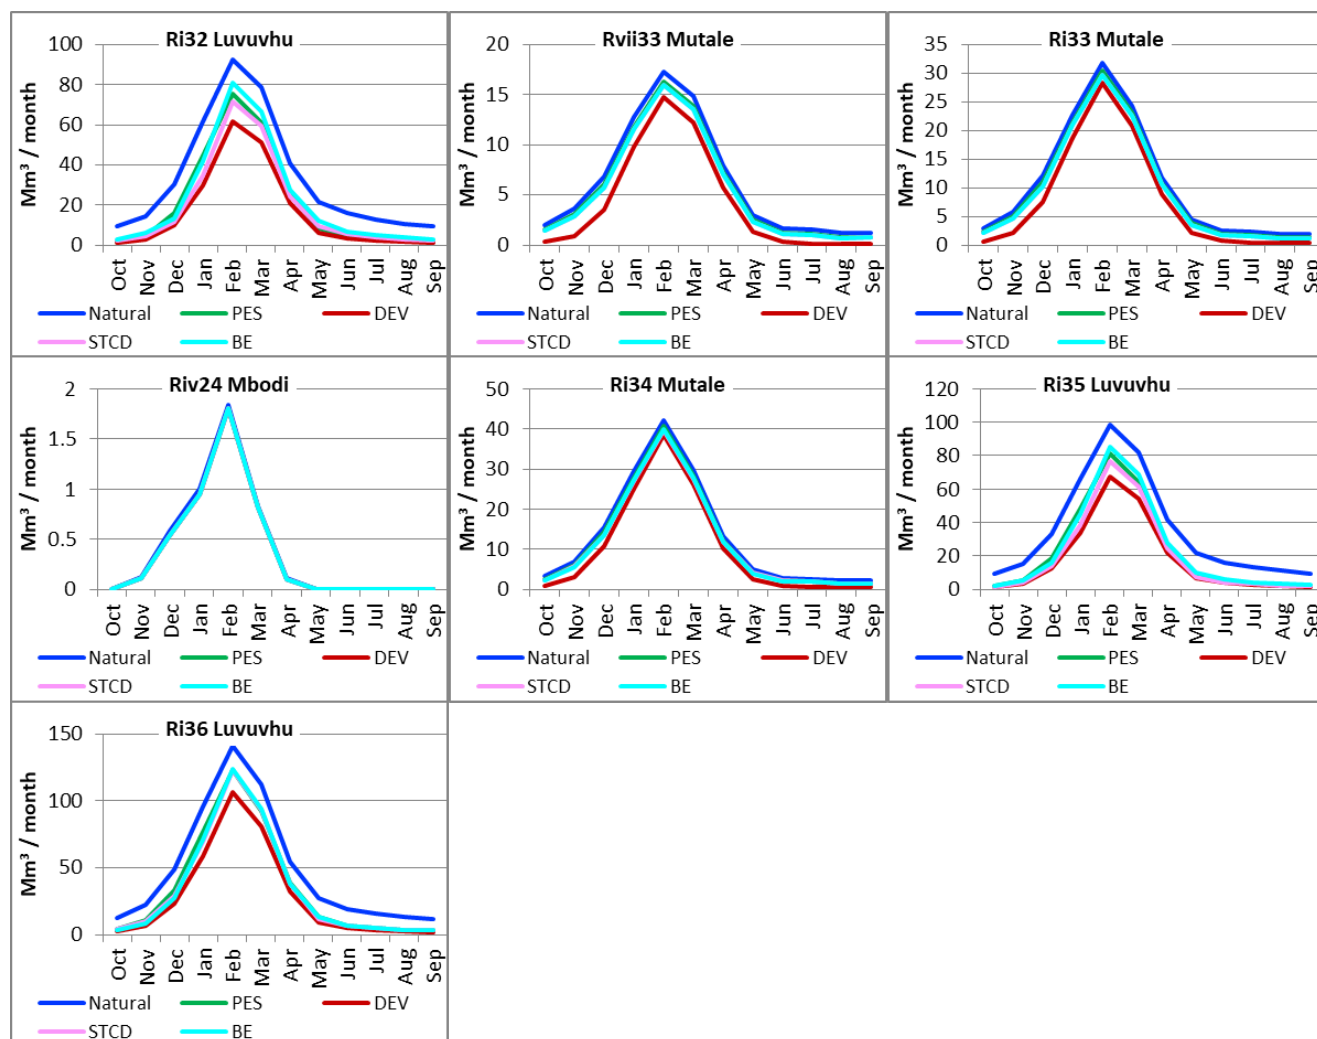 Ri32 Luvuvhu
Mm³ / month
100
80
60
40
20
0
Oct Nov Dec Jan Feb Mar Apr May Jun Jul Aug Sep
Natural PES DEV
STCD BE
Rvii33 Mutale
Mm³ / month
20
15
10
5
0
Oct Nov Dec Jan Feb Mar Apr May Jun Jul Aug Sep
Natural PES DEV
STCD BE
Ri33 Mutale
Mm³ / month
35
30
25
20
15
10
5
0
Oct Nov Dec Jan Feb Mar Apr May Jun Jul Aug Sep
Natural PES DEV
STCD BE
Riv24 Mbodi
Mm³ / month
2
1.5
1
0.5
0
Oct Nov Dec Jan Feb Mar Apr May Jun Jul Aug Sep
Natural PES DEV
STCD BE
Ri34 Mutale
Mm³ / month
50
40
30
20
10
0
Oct Nov Dec Jan Feb Mar Apr May Jun Jul Aug Sep
Natural PES DEV
STCD BE
Ri35 Luvuvhu
Mm³ / month
120
100
80
60
40
20
0
Oct Nov Dec Jan Feb Mar Apr May Jun Jul Aug Sep
Natural PES DEV
STCD BE
Ri36 Luvuvhu
Mm³ / month
150
100
50
0
Oct Nov Dec Jan Feb Mar Apr May Jun Jul Aug Sep
Natural PES DEV
STCD BE